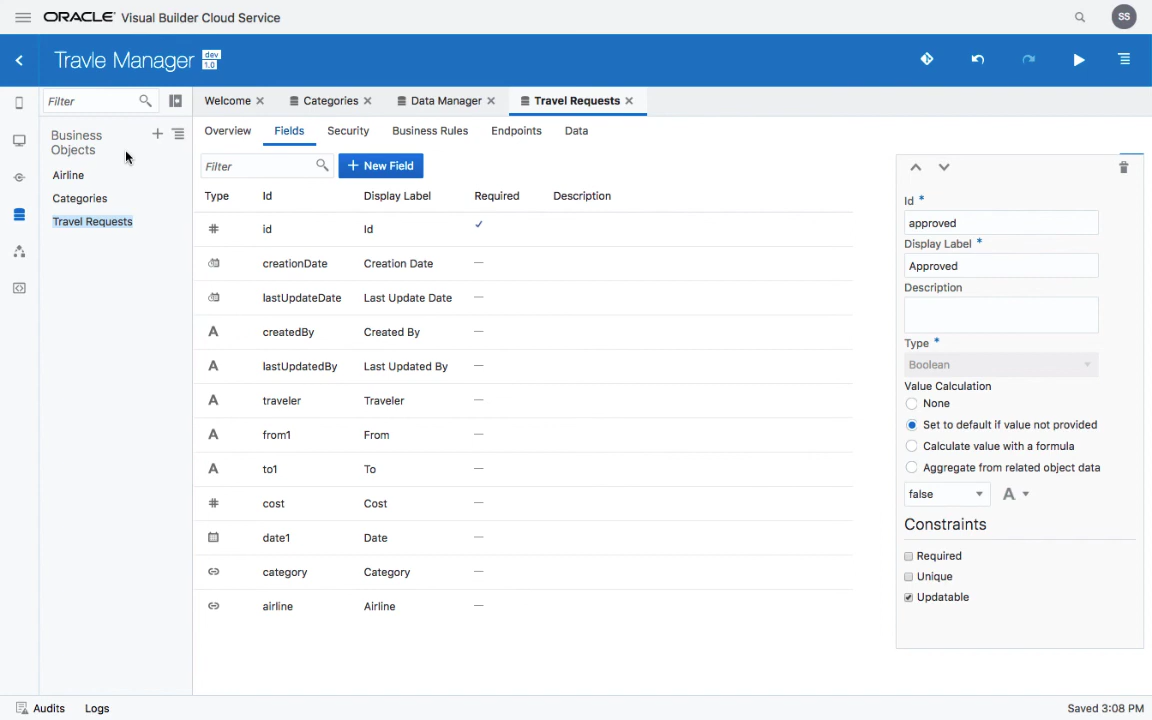 ORACLE® Visual Builder Cloud Service
SS
Travle Manager dev 1.0
Filter
Welcome
Categories
Data Manager
Travel Requests
Business Objects
Airline
Categories
Travel Requests
Overview
Fields
Security
Business Rules
Endpoints
Data
Filter
+ New Field
Type Id Display Label Required Description
# id Id
creationDate Creation Date —
lastUpdateDate Last Update Date —
A createdBy Created By —
A lastUpdatedBy Last Updated By —
A traveler Traveler —
A from1 From —
A to1 To —
# cost Cost —
date1 Date —
category Category —
airline Airline —
Id *
approved
Display Label *
Approved
Description
Type *
Boolean
Value Calculation
None
Set to default if value not provided
Calculate value with a formula
Aggregate from related object data
false A
Constraints
Required
Unique
Updatable
Audits
Logs
Saved 3:08 PM